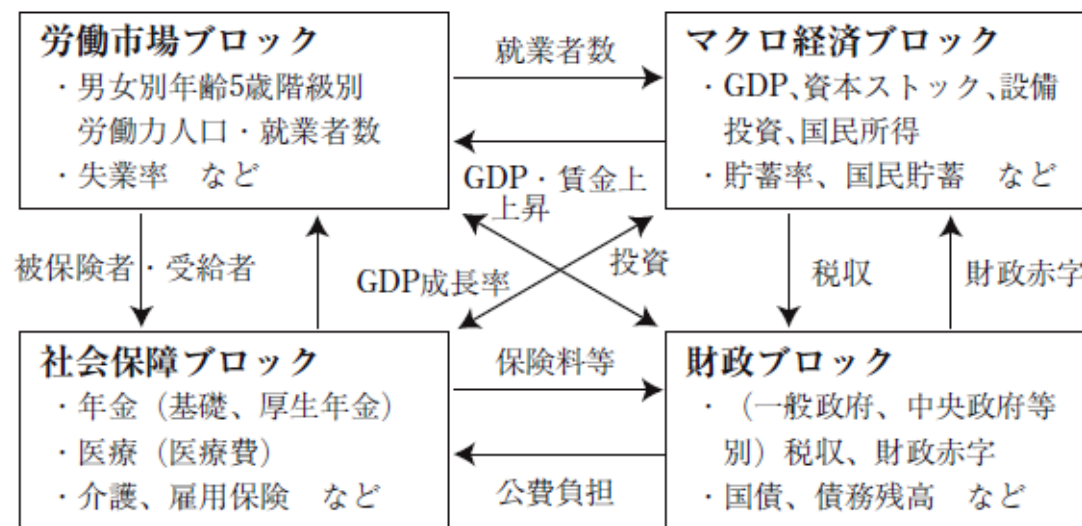 労働市場ブロック
・男女別年齢5歳階級別
労働力人口・就業者数
・失業率　など
就業者数
マクロ経済ブロック
・GDP、資本ストック、設備
投資、国民所得
・貯蓄率、国民貯蓄　など
GDP・賃金上
上昇
被保険者・受給者
GDP成長率
投資
税収
財政赤字
社会保障ブロック
・年金（基礎、厚生年金）
・医療（医療費）
・介護、雇用保険　など
保険料等
公費負担
財政ブロック
・（一般政府、中央政府等
別）税収、財政赤字
・国債、債務残高　など